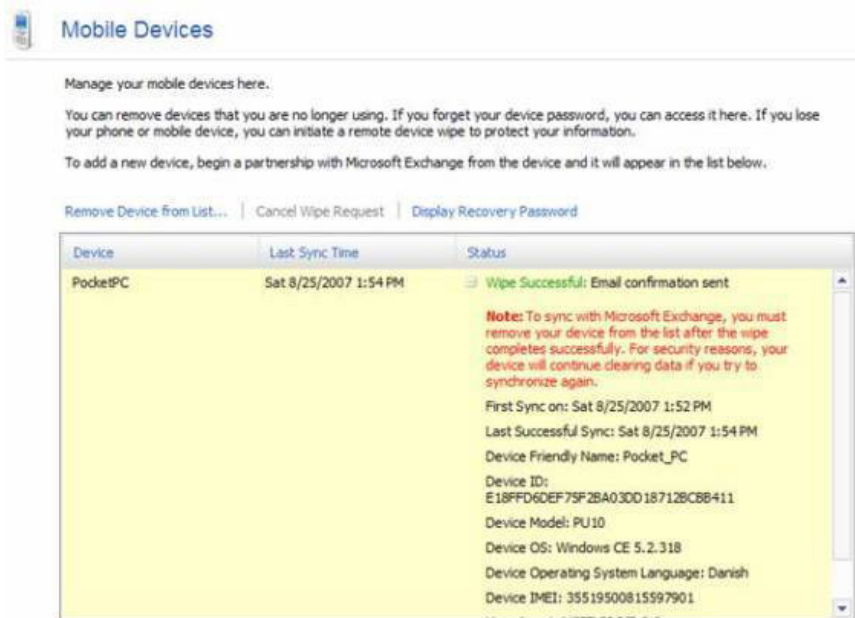 Mobile Devices
Manage your mobile devices here.
You can remove devices that you are no longer using. If you forget your device password, you can access it here. If you lose
your phone or mobile device, you can initiate a remote device wipe to protect your information.
To add a new device, begin a partnership with Microsoft Exchange from the device and it will appear in the list below.
Remove Device from List... | Cancel Wipe Request | Display Recovery Password
Device Last Sync Time Status
PocketPC Sat 8/25/2007 1:54 PM Wipe Successful: Email confirmation sent
Note: To sync with Microsoft Exchange, you must
remove your device from the list after the wipe
completes successfully. For security reasons, your
device will continue clearing data if you try to
synchronize again.
First Sync on: Sat 8/25/2007 1:52 PM
Last Successful Sync: Sat 8/25/2007 1:54 PM
Device Friendly Name: Pocket_PC
Device ID:
E18FFD6DEF75F2BA03DD18712BCBB411
Device Model: PU10
Device OS: Windows CE 5.2.318
Device Operating System Language: Danish
Device IMEI: 35519500815597901